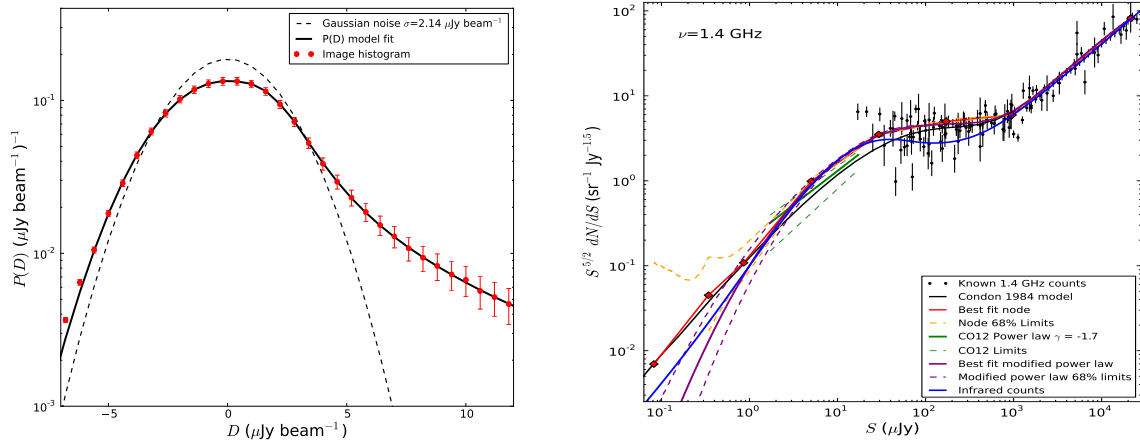 Gaussian noise σ=2.14 μJy beam⁻¹
P(D) model fit
Image histogram
P(D) (μJy beam⁻¹ )⁻¹
10⁻¹
10⁻²
10⁻³
−5
0
5
10
D (μJy beam⁻¹)
ν=1.4 GHz
S^{5/2} dN/dS (sr⁻¹ Jy⁻¹·⁵)
10²
10¹
10⁰
10⁻¹
10⁻²
Known 1.4 GHz counts
Condon 1984 model
Best fit node
Node 68% Limits
CO12 Power law γ = -1.7
CO12 Limits
Best fit modified power law
Modified power law 68% limits
Infrared counts
10⁻¹
10⁰
10¹
10²
10³
10⁴
S (μJy)